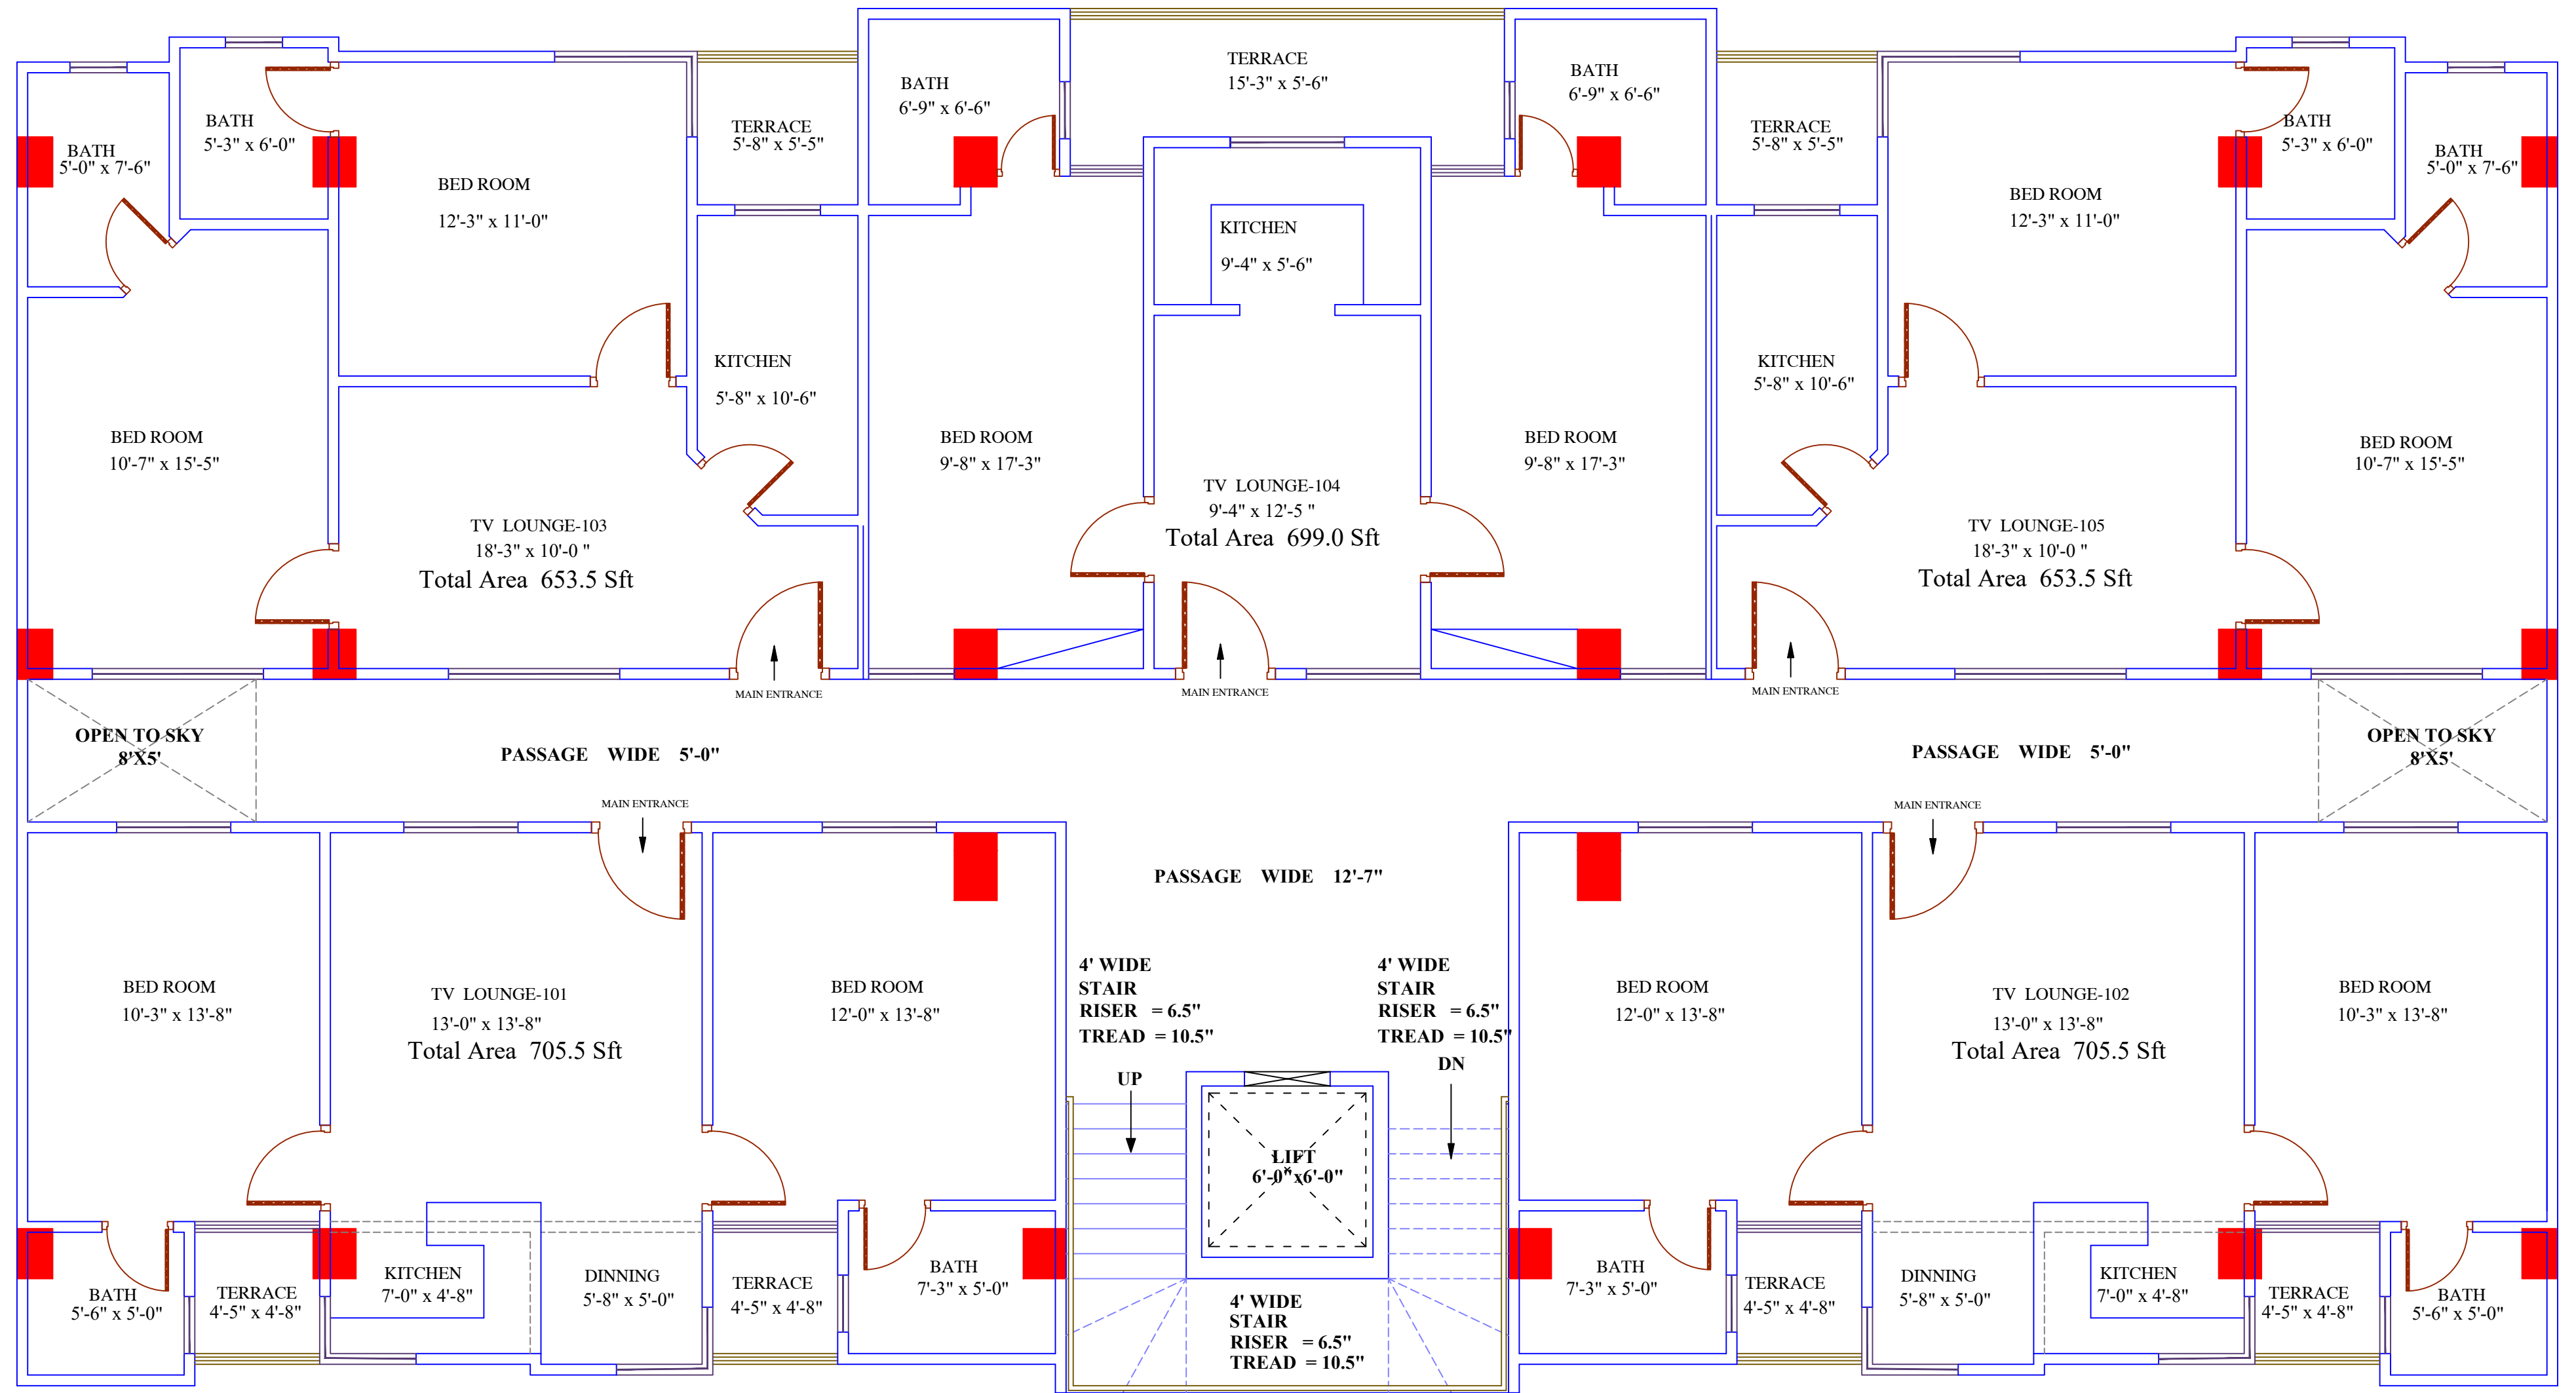 TERRACE
15'-3" x 5'-6"
BATH
6'-9" x 6'-6"
BATH
6'-9" x 6'-6"
BATH
5'-3" x 6'-0"
BATH
5'-0" x 7'-6"
TERRACE
5'-8" x 5'-5"
TERRACE
5'-8" x 5'-5"
BATH
5'-3" x 6'-0"
BATH
5'-0" x 7'-6"
BED ROOM
12'-3" x 11'-0"
BED ROOM
12'-3" x 11'-0"
KITCHEN
9'-4" x 5'-6"
KITCHEN
5'-8" x 10'-6"
KITCHEN
5'-8" x 10'-6"
BED ROOM
10'-7" x 15'-5"
BED ROOM
9'-8" x 17'-3"
BED ROOM
9'-8" x 17'-3"
BED ROOM
10'-7" x 15'-5"
TV LOUNGE-103
18'-3" x 10'-0 "
Total Area 653.5 Sft
TV LOUNGE-104
9'-4" x 12'-5 "
Total Area 699.0 Sft
TV LOUNGE-105
18'-3" x 10'-0 "
Total Area 653.5 Sft
MAIN ENTRANCE
MAIN ENTRANCE
MAIN ENTRANCE
OPEN TO SKY
8'X5'
PASSAGE WIDE 5'-0"
PASSAGE WIDE 5'-0"
OPEN TO SKY
8'X5'
MAIN ENTRANCE
MAIN ENTRANCE
PASSAGE WIDE 12'-7"
BED ROOM
10'-3" x 13'-8"
TV LOUNGE-101
13'-0" x 13'-8"
Total Area 705.5 Sft
BED ROOM
12'-0" x 13'-8"
4' WIDE
STAIR
RISER = 6.5"
TREAD = 10.5"
UP
4' WIDE
STAIR
RISER = 6.5"
TREAD = 10.5"
DN
BED ROOM
12'-0" x 13'-8"
TV LOUNGE-102
13'-0" x 13'-8"
Total Area 705.5 Sft
BED ROOM
10'-3" x 13'-8"
LIFT
6'-0"x6'-0"
BATH
5'-6" x 5'-0"
TERRACE
4'-5" x 4'-8"
KITCHEN
7'-0" x 4'-8"
DINNING
5'-8" x 5'-0"
TERRACE
4'-5" x 4'-8"
BATH
7'-3" x 5'-0"
4' WIDE
STAIR
RISER = 6.5"
TREAD = 10.5"
BATH
7'-3" x 5'-0"
TERRACE
4'-5" x 4'-8"
DINNING
5'-8" x 5'-0"
KITCHEN
7'-0" x 4'-8"
TERRACE
4'-5" x 4'-8"
BATH
5'-6" x 5'-0"